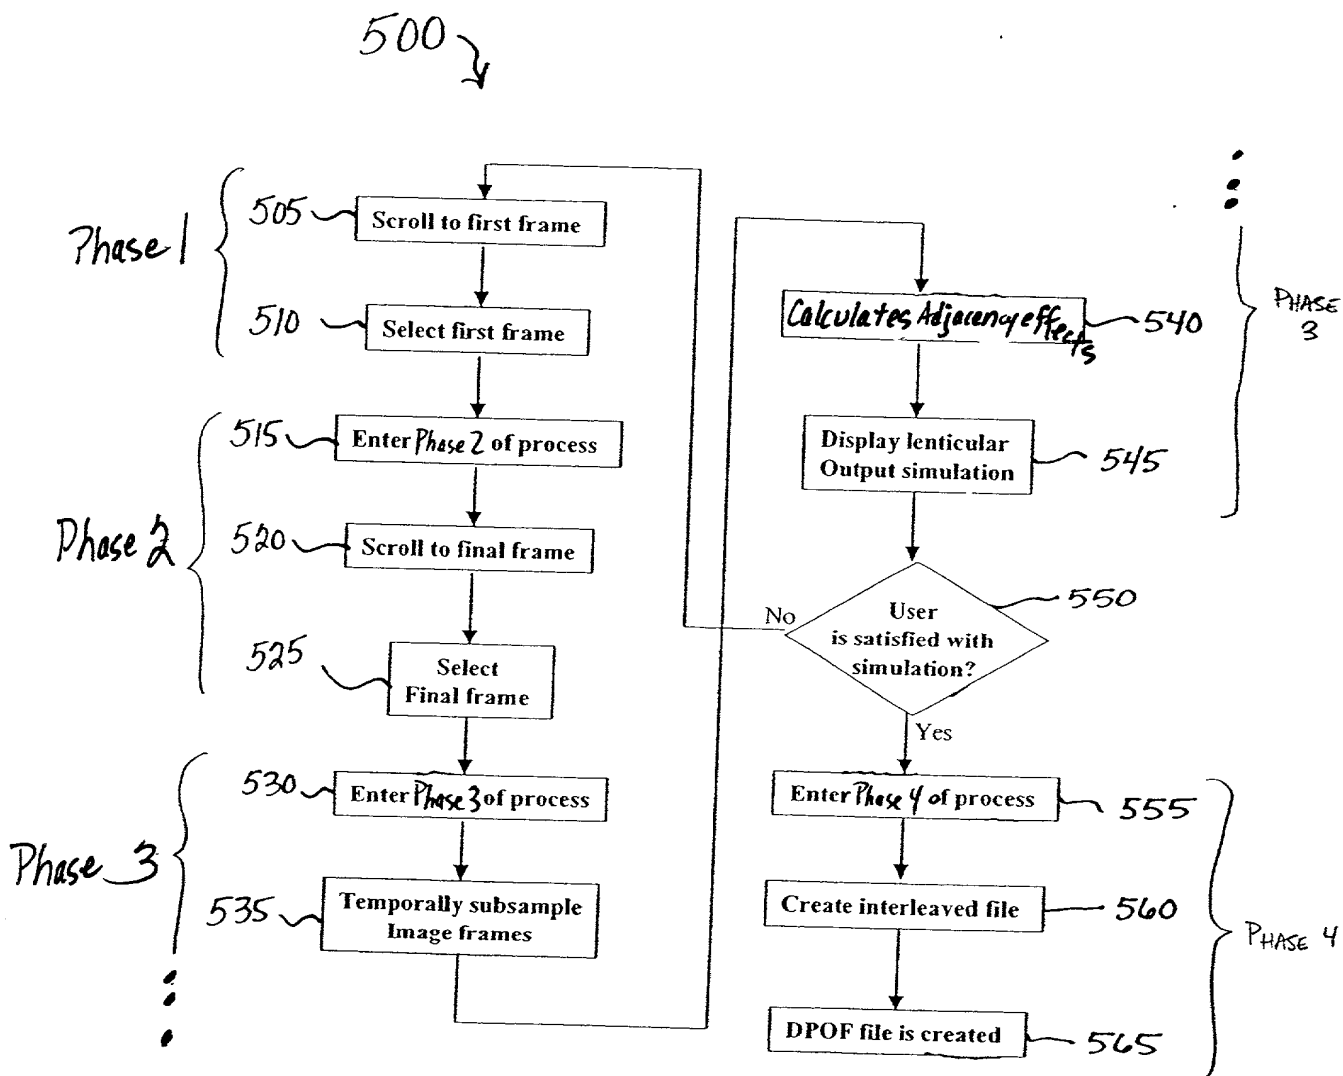 500
Phase 1
505
Scroll to first frame
510
Select first frame
Phase 2
515
Enter Phase 2 of process
520
Scroll to final frame
525
Select
Final frame
Phase 3
530
Enter Phase 3 of process
535
Temporally subsample
Image frames
Calculates Adjacency effects
540
PHASE
3
Display lenticular
Output simulation
545
User
is satisfied with
simulation?
550
No
Yes
Enter Phase 4 of process
555
Create interleaved file
560
PHASE 4
DPOF file is created
565